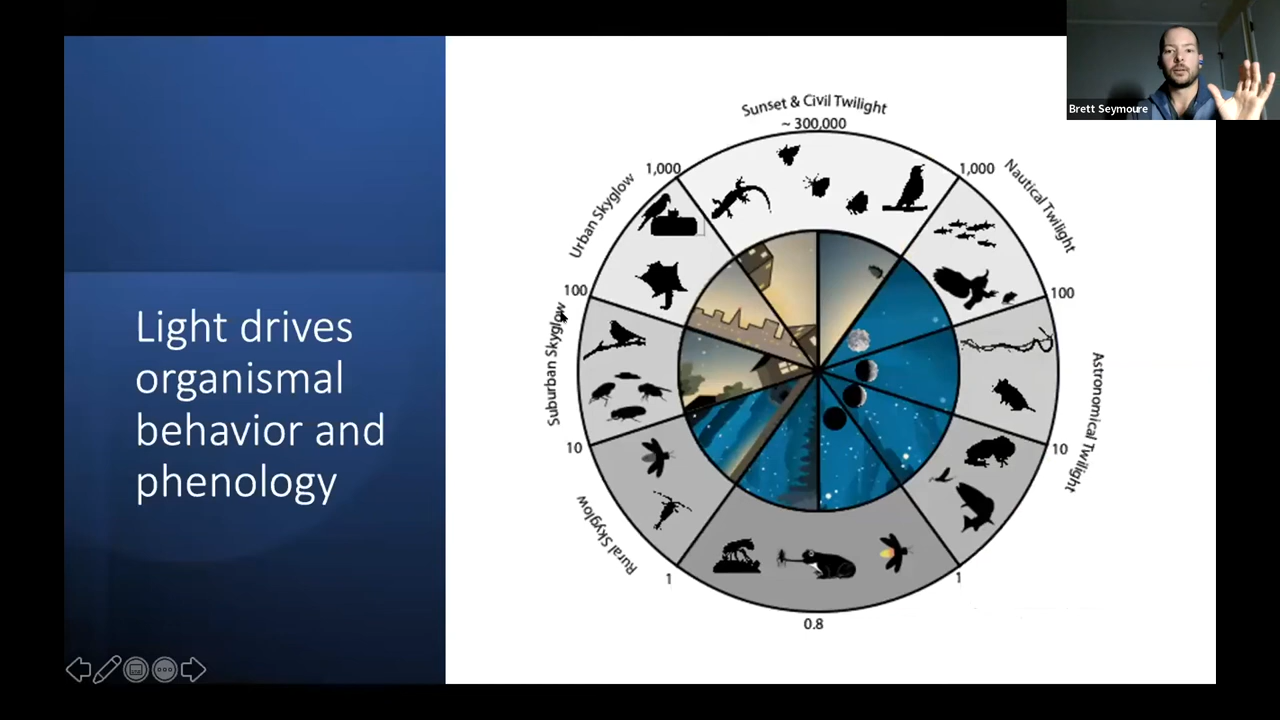 Light drives
organismal
behavior and
phenology
Sunset & Civil Twilight
~ 300,000
1,000
1,000
Urban Skyglow
Nautical Twilight
100
100
Suburban Skyglow
Astronomical Twilight
10
10
Rural Skyglow
1
1
0.8
Brett Seymoure